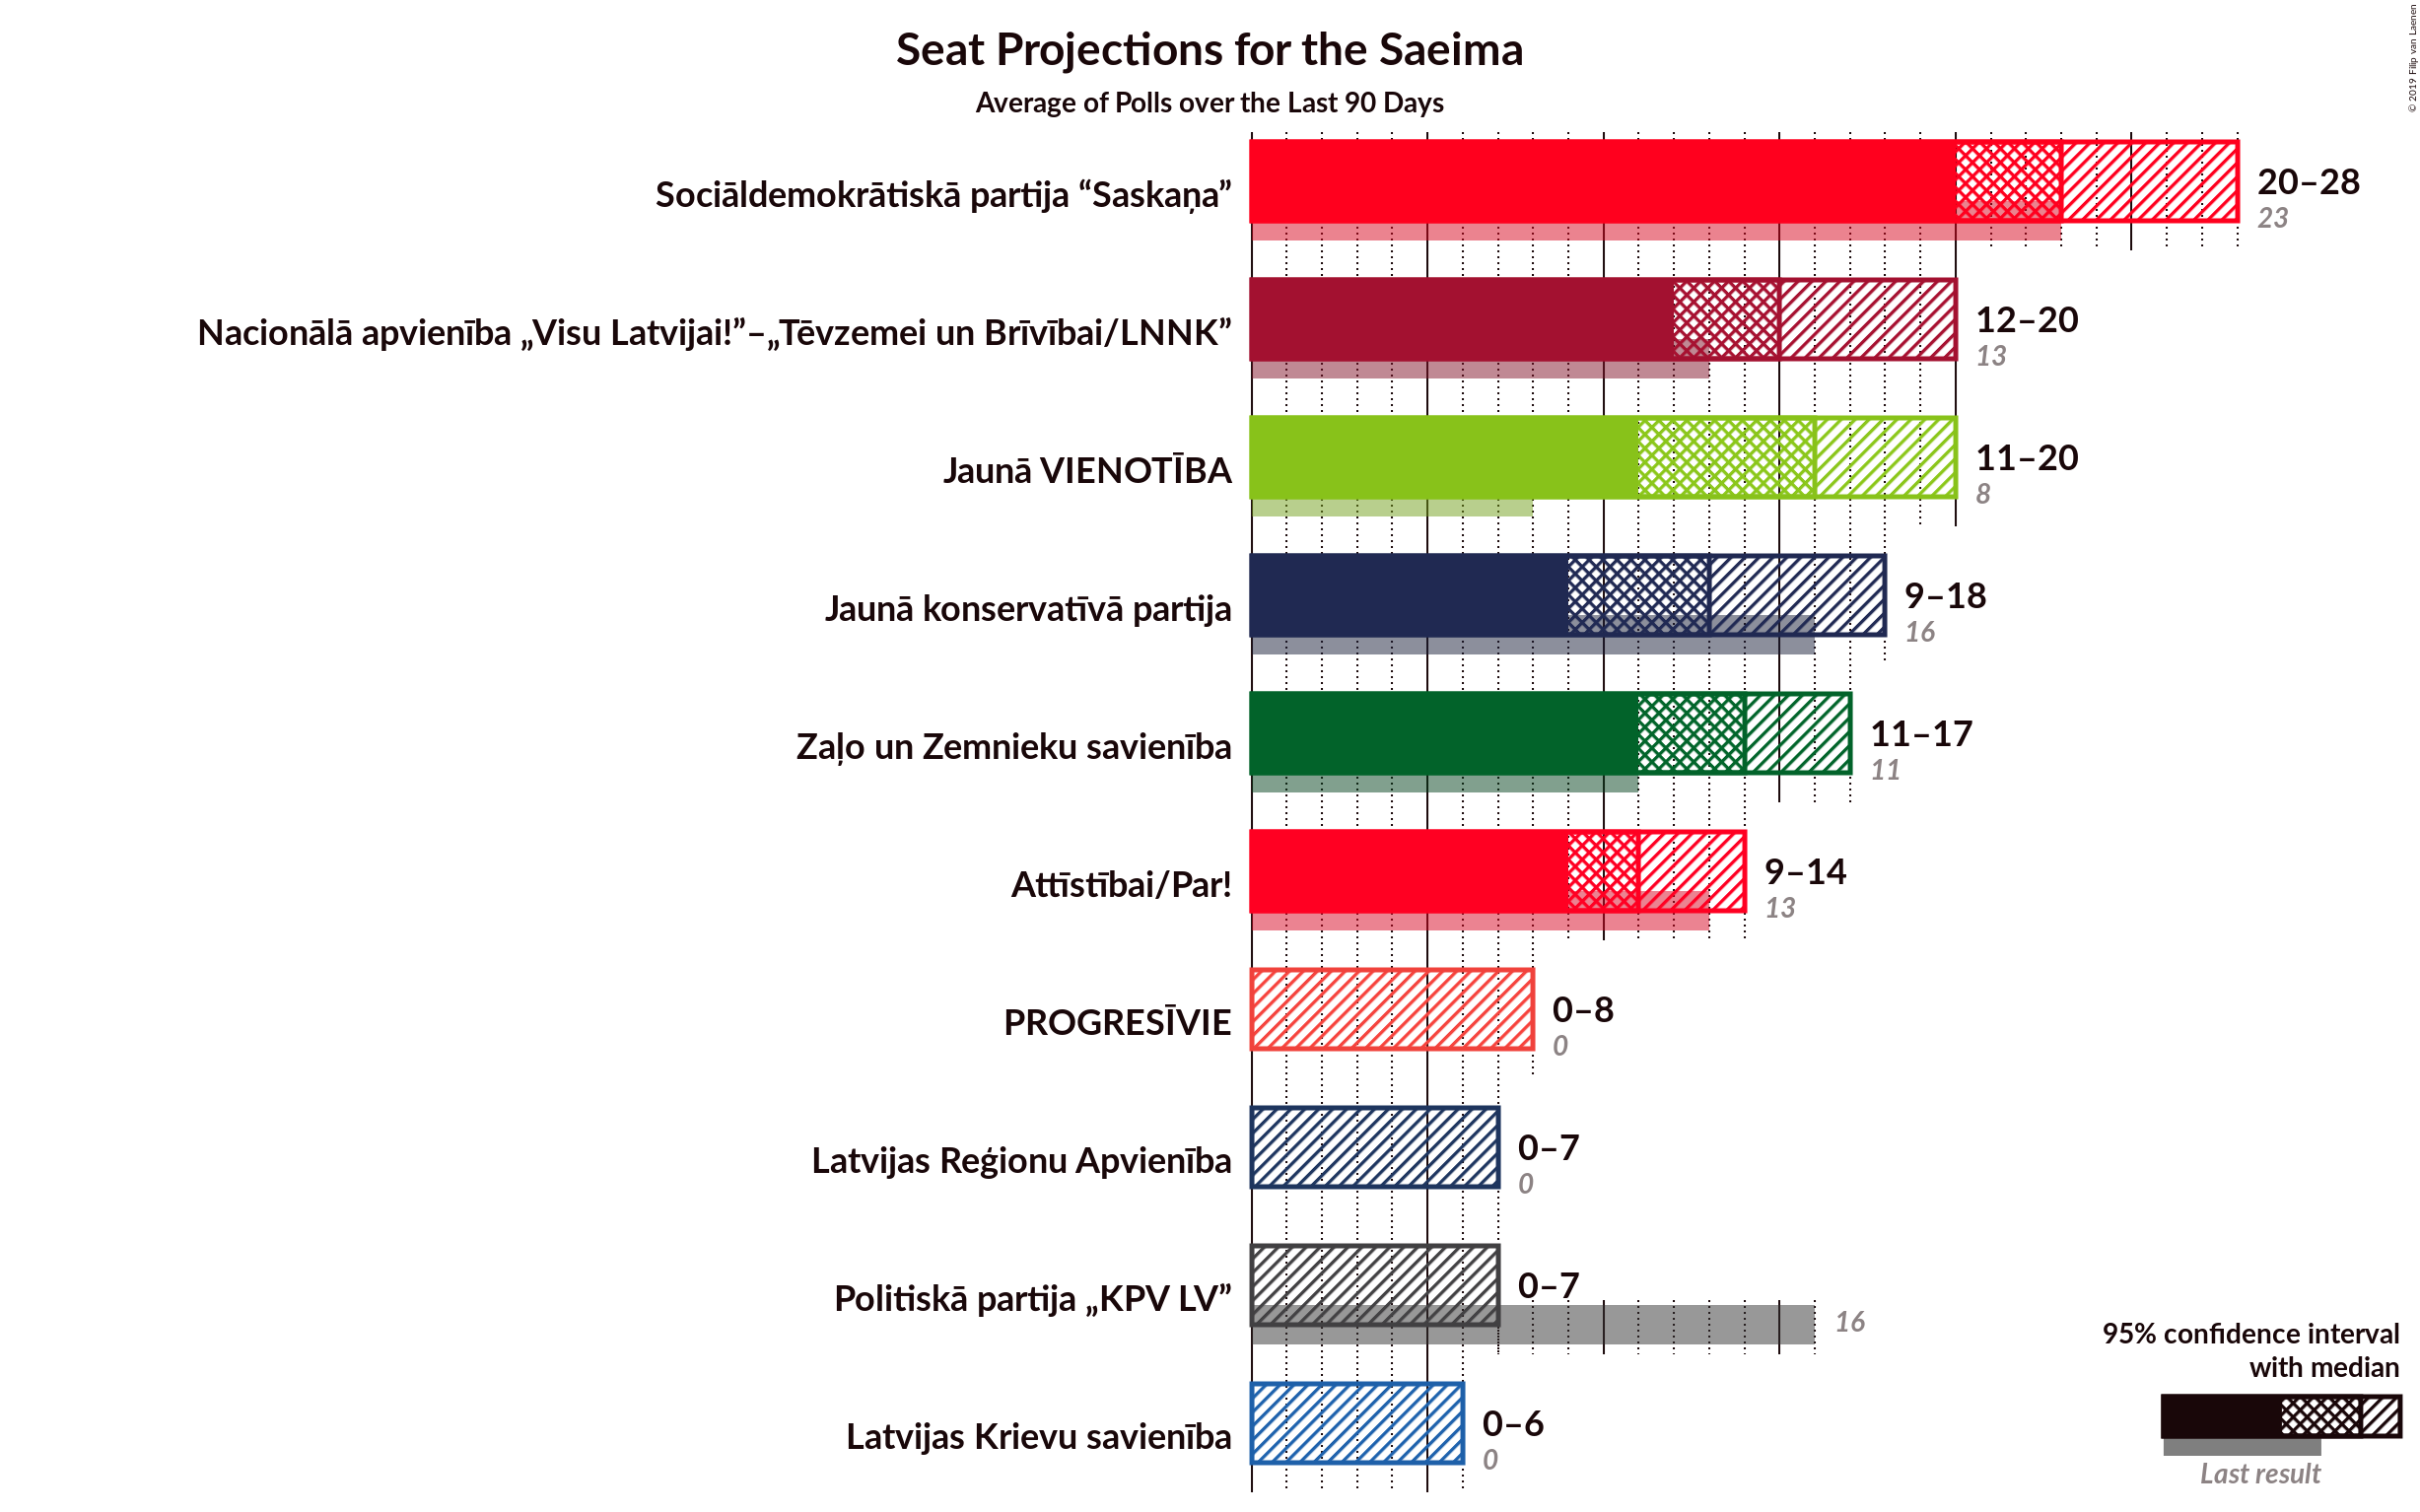 © 2019 Filip van Laenen
Seat Projections for the Saeima
Average of Polls over the Last 90 Days
Sociāldemokrātiskā partija “Saskaņa”
20–28
23
Nacionālā apvienība „Visu Latvijai!”–„Tēvzemei un Brīvībai/LNNK”
12–20
13
Jaunā VIENOTĪBA
11–20
8
Jaunā konservatīvā partija
9–18
16
Zaļo un Zemnieku savienība
11–17
11
Attīstībai/Par!
9–14
13
PROGRESĪVIE
0–8
0
Latvijas Reģionu Apvienība
0–7
0
Politiskā partija „KPV LV”
0–7
16
Latvijas Krievu savienība
0–6
0
95% confidence interval
with median
Last result